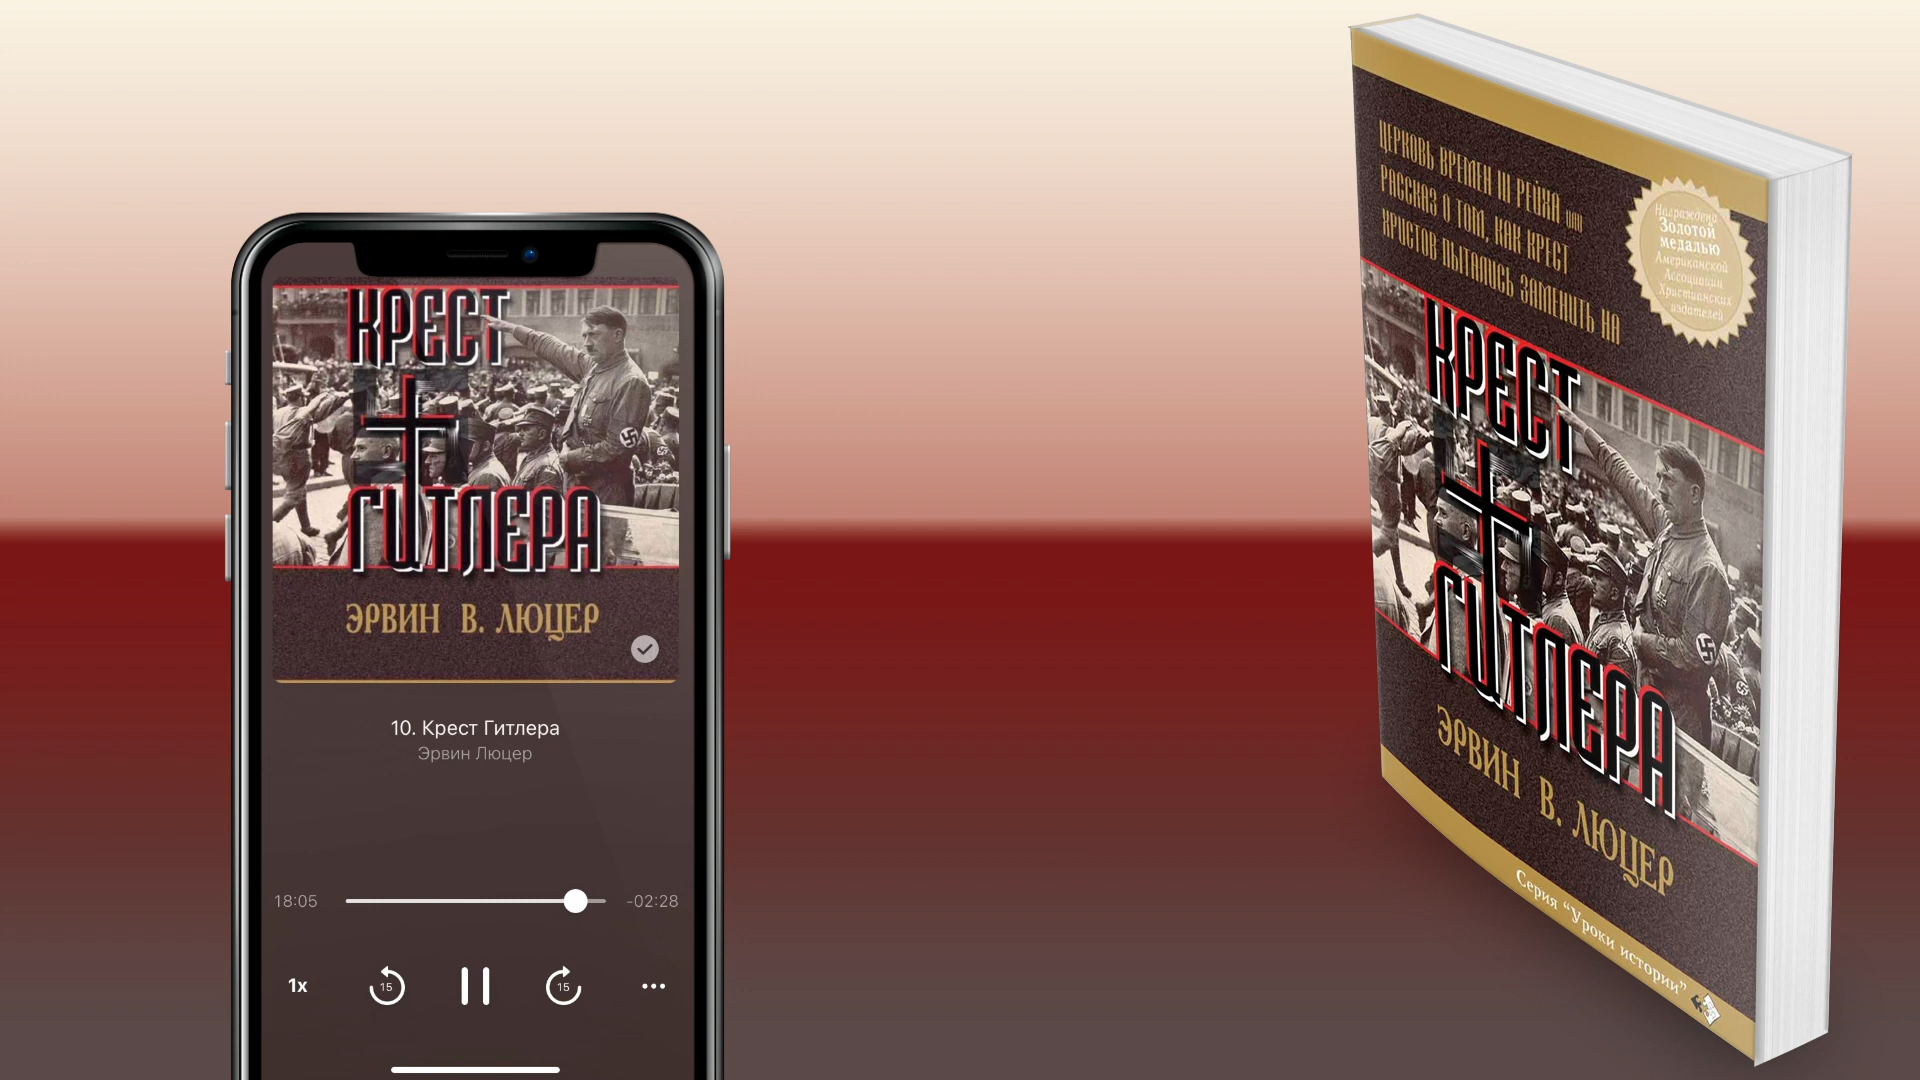 КРЕСТ
ГИТЛЕРА
ЭРВИН В. ЛЮЦЕР
10. Крест Гитлера
Эрвин Люцер
18:05
-02:28
1x
15
15
ЦЕРКОВЬ ВРЕМЕН III РЕЙХА ИЛИ
РАССКАЗ О ТОМ, КАК КРЕСТ
ХРИСТОВ ПЫТАЛИСЬ ЗАМЕНИТЬ НА
Награждена
Золотой
медалью
Американской
Ассоциации
Христианских
издателей
КРЕСТ
ГИТЛЕРА
ЭРВИН В. ЛЮЦЕР
Серия “Уроки истории”